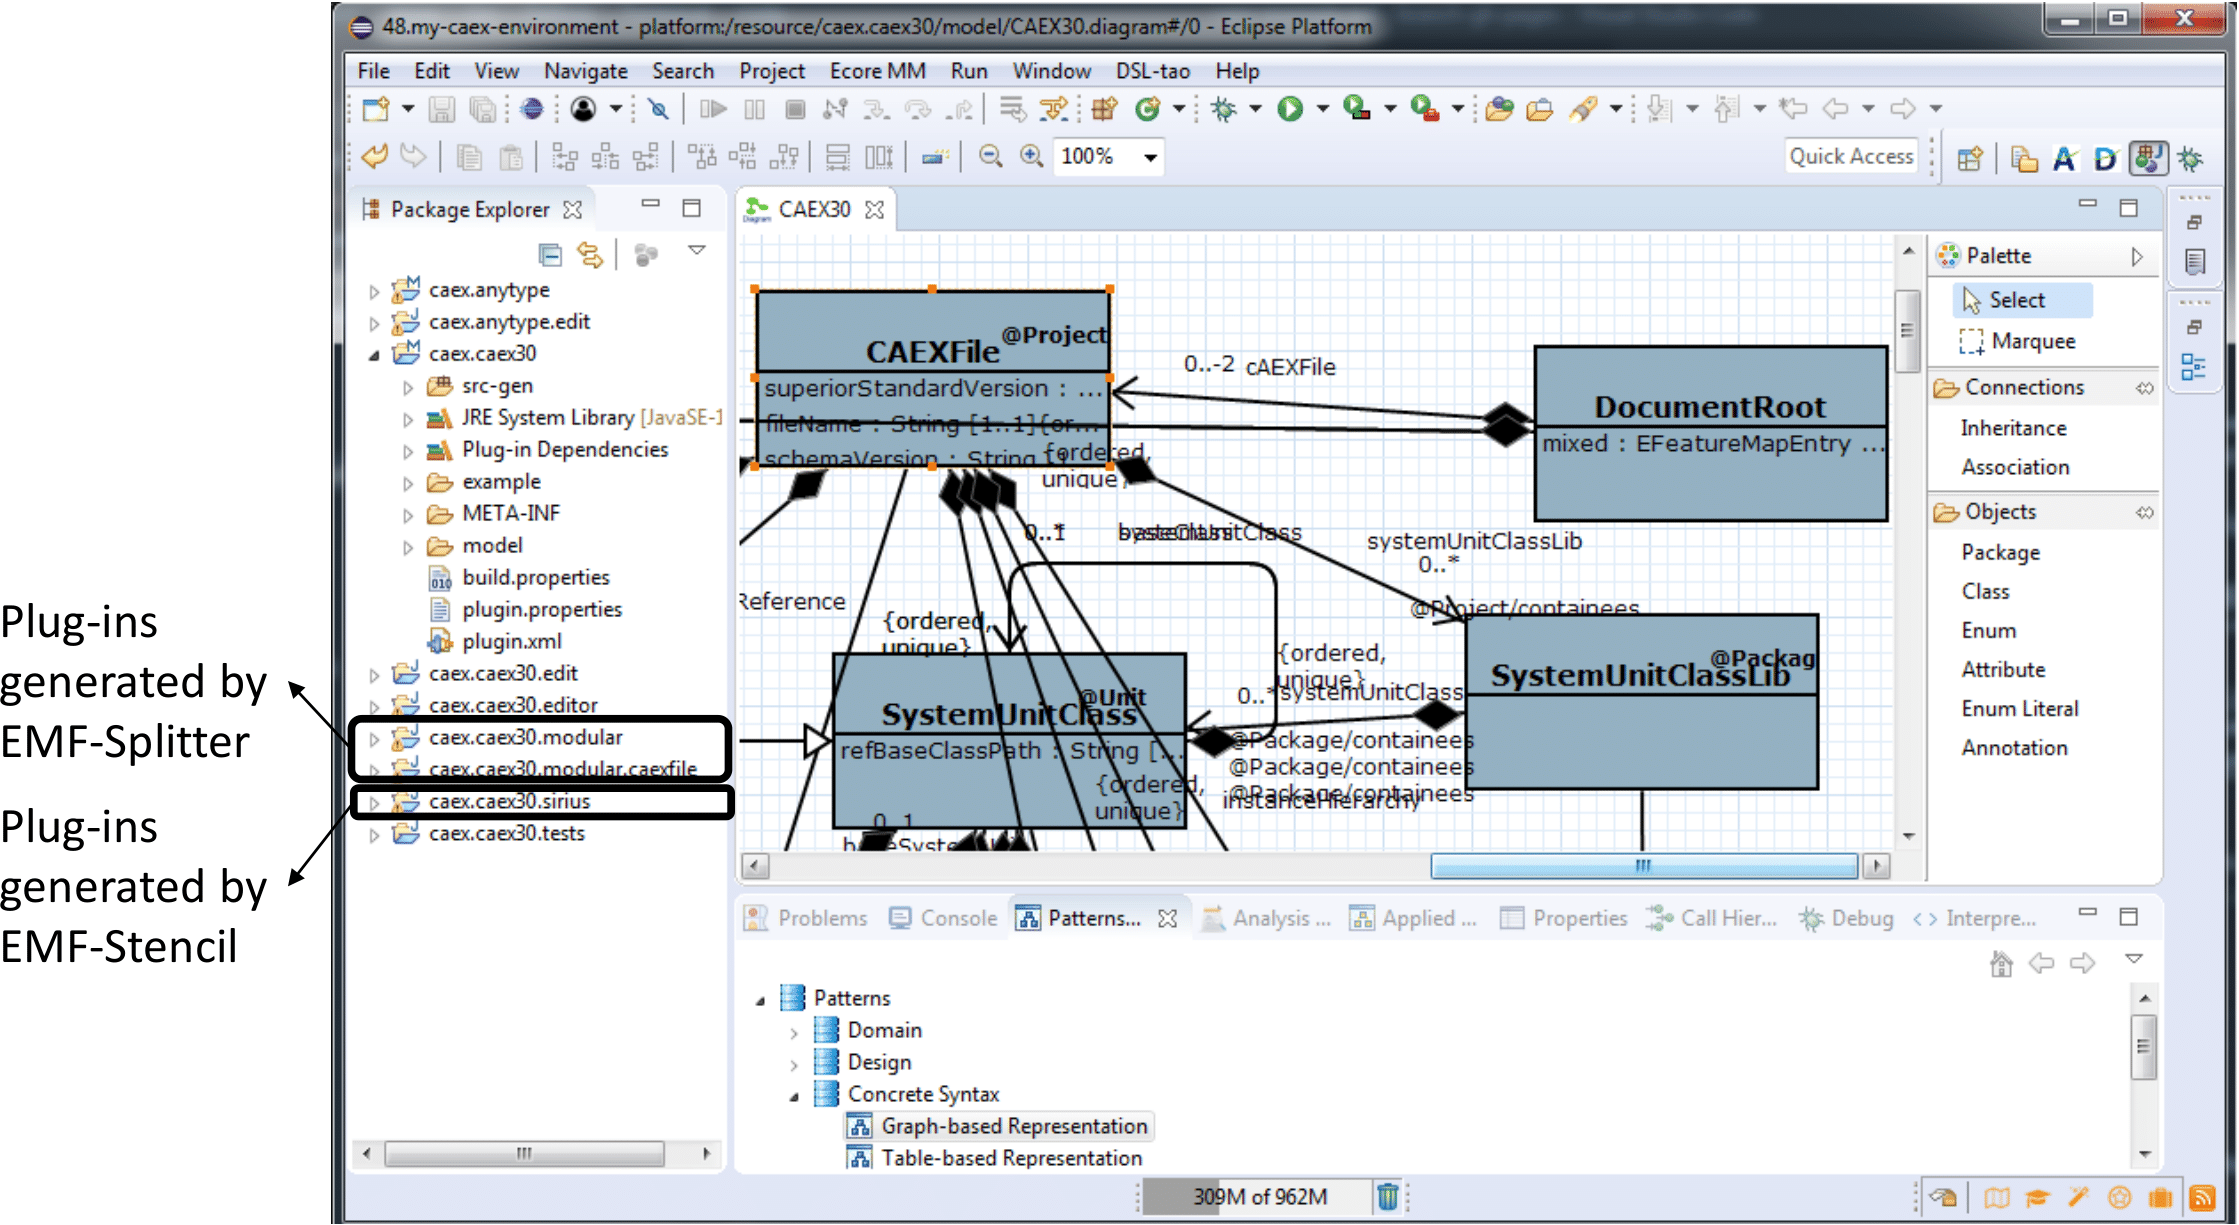 48.my-caex-environment - platform:/resource/caex.caex30/model/CAEX30.diagram#/0 - Eclipse Platform
File Edit View Navigate Search Project Ecore MM Run Window DSL-tao Help
100%
Quick Access
Package Explorer
caex.anytype
caex.anytype.edit
caex.caex30
src-gen
JRE System Library [JavaSE-1
Plug-in Dependencies
example
META-INF
model
build.properties
plugin.properties
plugin.xml
caex.caex30.edit
caex.caex30.editor
caex.caex30.modular
caex.caex30.modular.caexfile
caex.caex30.sirius
caex.caex30.tests
Plug-ins
generated by
EMF-Splitter
Plug-ins
generated by
EMF-Stencil
CAEX30
@Project
CAEXFile
superiorStandardVersion : ...
fileName : String [1..1]{or...
schemaVersion : String [1
{ordered,
unique}
0..-2 cAEXFile
DocumentRoot
mixed : EFeatureMapEntry ...
0..1
baseClass
systemUnitClass
systemUnitClassLib
0..*
@Project/containees
Reference
{ordered,
unique}
@Unit
SystemUnitClass
refBaseClassPath : String [...
{ordered,
unique}
0..1
{ordered,
unique}
0..* systemUnitClass
@Packag
SystemUnitClassLib
@Package/containees
@Package/containees
@Package/containees
instanceHierarchy
Palette
Select
Marquee
Connections
Inheritance
Association
Objects
Package
Class
Enum
Attribute
Enum Literal
Annotation
Problems Console Patterns... Analysis ... Applied ... Properties Call Hier... Debug Interpre...
Patterns
Domain
Design
Concrete Syntax
Graph-based Representation
Table-based Representation
309M of 962M